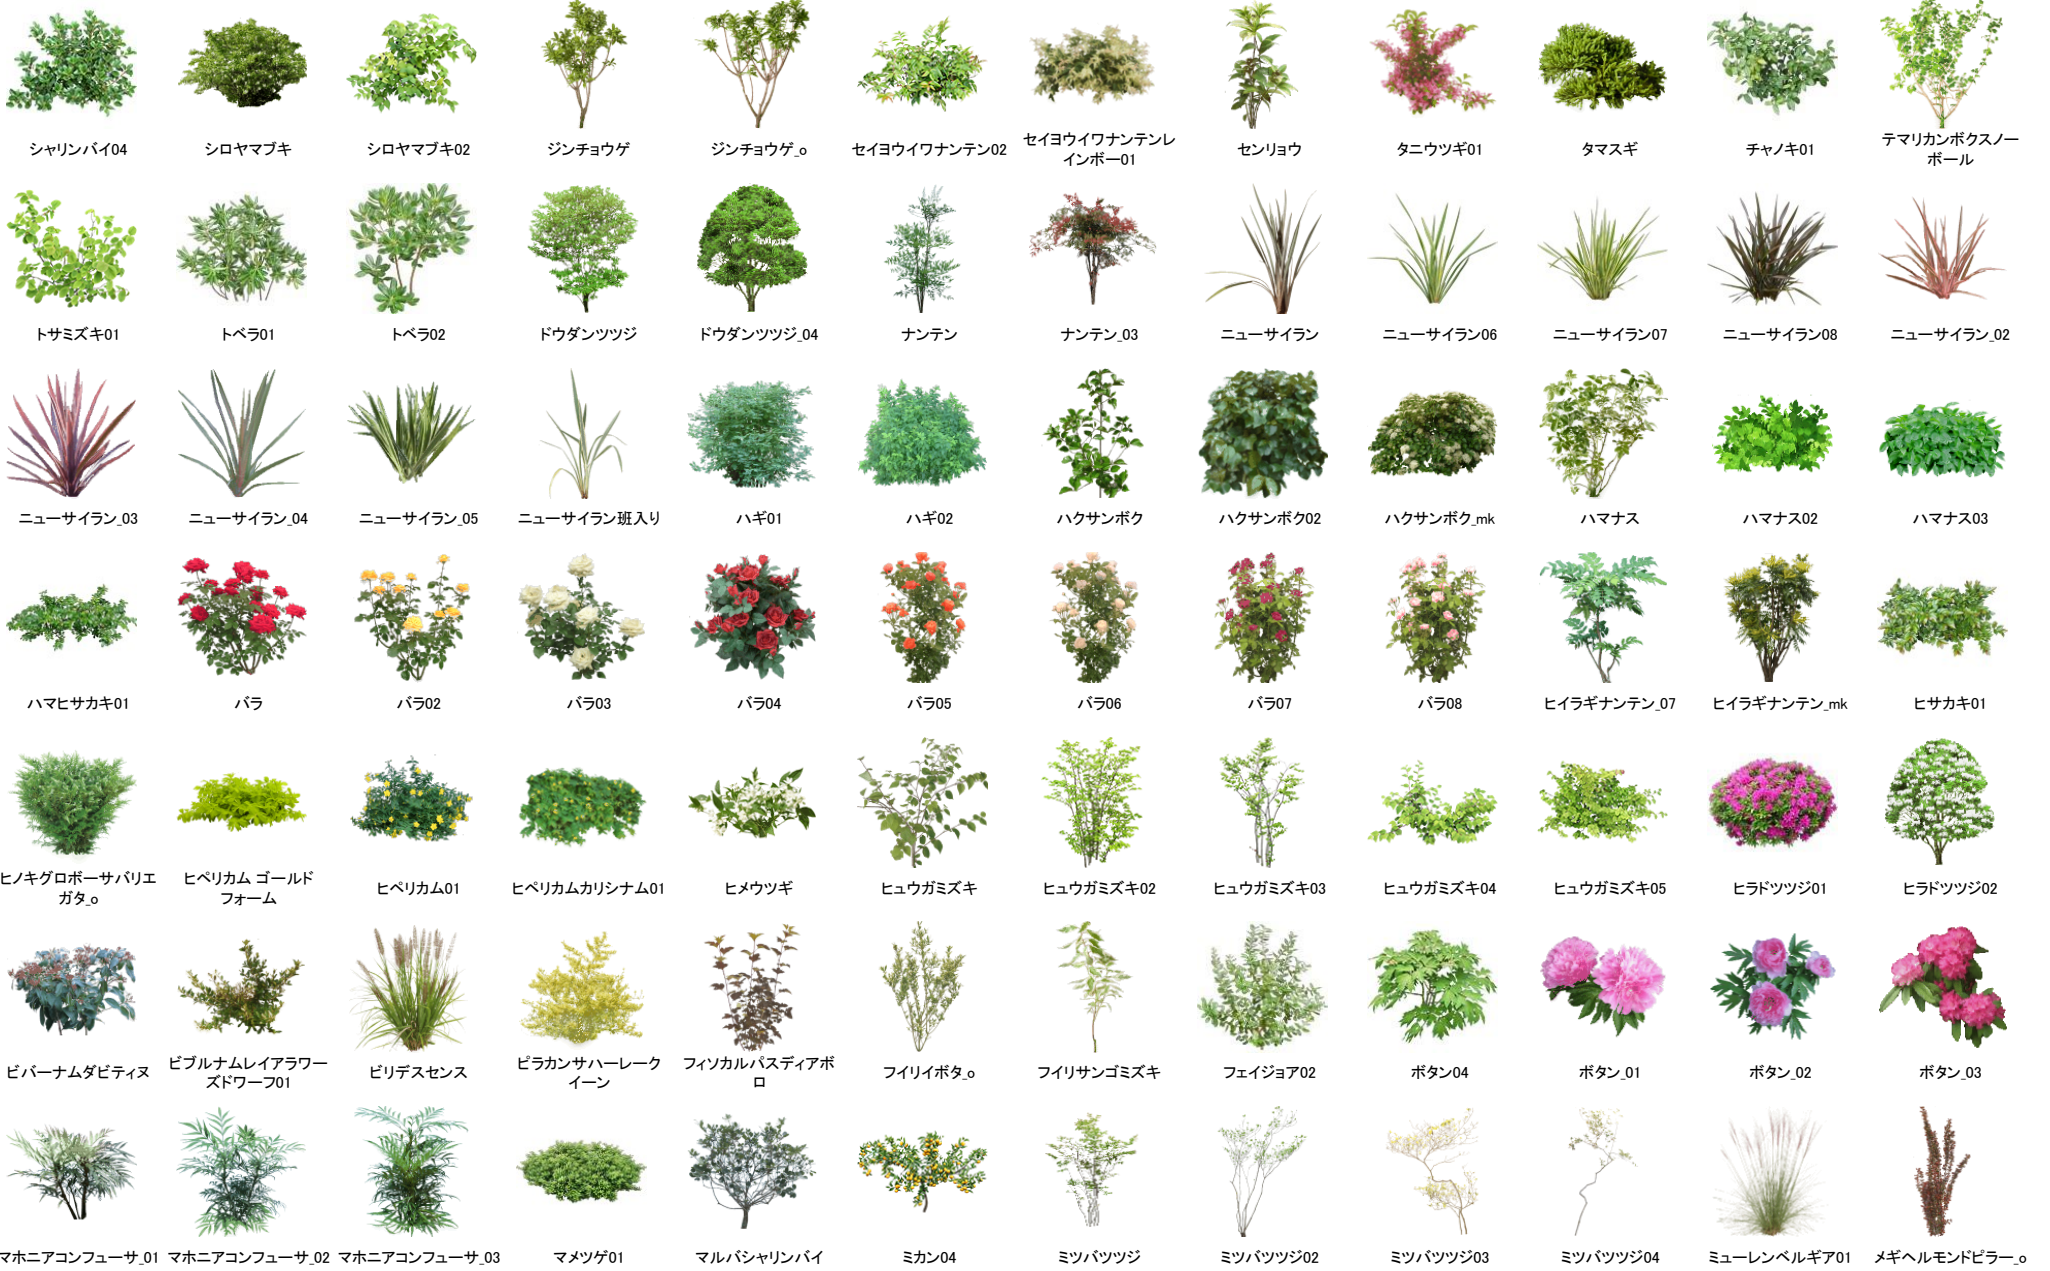 シャリンバイ04
シロヤマブキ
シロヤマブキ02
ジンチョウゲ
ジンチョウゲ_o
セイヨウイワナンテン02
セイヨウイワナンテンレ
インボー01
センリョウ
タニウツギ01
タマスギ
チャノキ01
テマリカンボクスノー
ボール
トサミズキ01
トベラ01
トベラ02
ドウダンツツジ
ドウダンツツジ_04
ナンテン
ナンテン_03
ニューサイラン
ニューサイラン06
ニューサイラン07
ニューサイラン08
ニューサイラン_02
ニューサイラン_03
ニューサイラン_04
ニューサイラン_05
ニューサイラン班入り
ハギ01
ハギ02
ハクサンボク
ハクサンボク02
ハクサンボク_mk
ハマナス
ハマナス02
ハマナス03
ハマヒサカキ01
バラ
バラ02
バラ03
バラ04
バラ05
バラ06
バラ07
バラ08
ヒイラギナンテン_07
ヒイラギナンテン_mk
ヒサカキ01
ヒノキグロボーサバリエ
ガタ_o
ヒペリカム ゴールド
フォーム
ヒペリカム01
ヒペリカムカリシナム01
ヒメウツギ
ヒュウガミズキ
ヒュウガミズキ02
ヒュウガミズキ03
ヒュウガミズキ04
ヒュウガミズキ05
ヒラドツツジ01
ヒラドツツジ02
ビバーナムダビティヌ
ビブルナムレイアラワー
ズドワーフ01
ビリデスセンス
ピラカンサハーレーク
イーン
フィソカルパスディアボ
ロ
フイリイボタ_o
フイリサンゴミズキ
フェイジョア02
ボタン04
ボタン_01
ボタン_02
ボタン_03
マホニアコンフューサ_01
マホニアコンフューサ_02
マホニアコンフューサ_03
マメツゲ01
マルバシャリンバイ
ミカン04
ミツバツツジ
ミツバツツジ02
ミツバツツジ03
ミツバツツジ04
ミューレンベルギア01
メギヘルモンドピラー_o